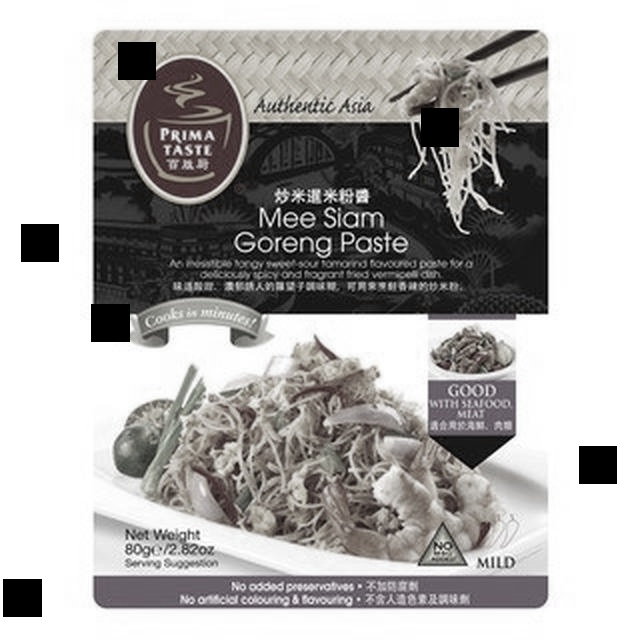 PRIMA
TASTE
百胜厨
Authentic Asia
炒米暹米粉醬
Mee Siam
Goreng Paste
An irresistible tangy sweet-sour tamarind flavoured paste for a
deliciously spicy and fragrant fried vermicelli dish.
Cooks in minutes!
GOOD
WITH SEAFOOD,
MEAT
適合用於海鮮、肉類
Net Weight
80g℮/2.82oz
Serving Suggestion
NO
ADDED
MILD
No added preservatives • 不加防腐劑
No artificial colouring & flavouring • 不含人造色素及調味劑